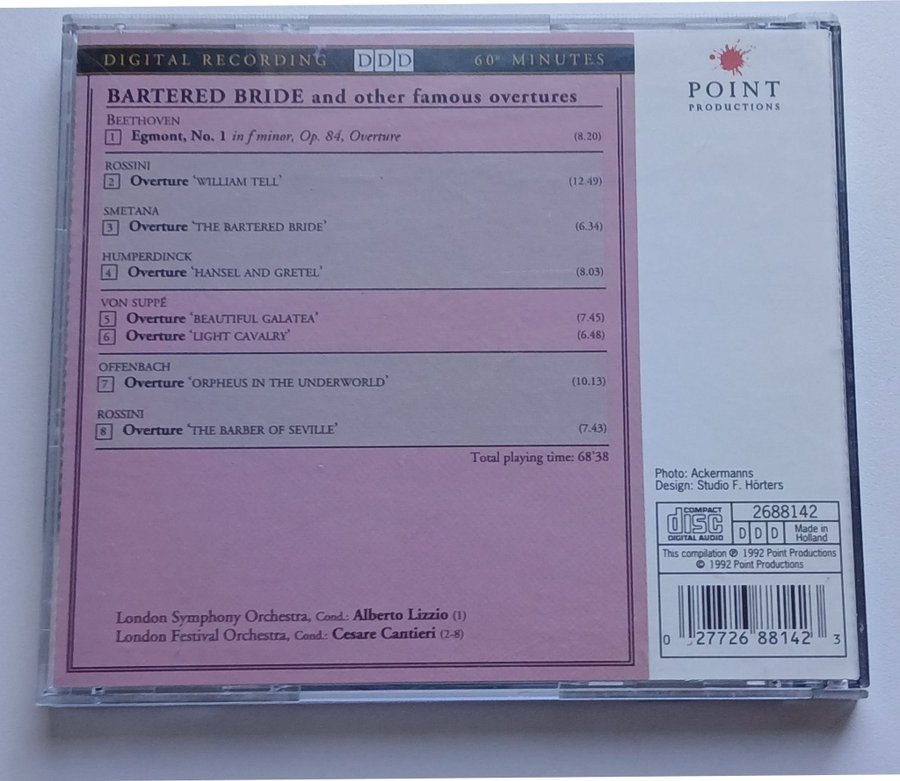 DIGITAL RECORDING DDD 60" MINUTES
BARTERED BRIDE and other famous overtures
BEETHOVEN
1 Egmont, No. 1 in f minor, Op. 84, Overture (8.20)
ROSSINI
2 Overture 'WILLIAM TELL' (12.49)
SMETANA
3 Overture 'THE BARTERED BRIDE' (6.34)
HUMPERDINCK
4 Overture 'HANSEL AND GRETEL' (8.03)
VON SUPPÉ
5 Overture 'BEAUTIFUL GALATEA' (7.45)
6 Overture 'LIGHT CAVALRY' (6.48)
OFFENBACH
7 Overture 'ORPHEUS IN THE UNDERWORLD' (10.13)
ROSSINI
8 Overture 'THE BARBER OF SEVILLE' (7.43)
Total playing time: 68'38
London Symphony Orchestra, Cond.: Alberto Lizzio (1)
London Festival Orchestra, Cond.: Cesare Cantieri (2-8)
POINT
PRODUCTIONS
Photo: Ackermanns
Design: Studio F. Hörters
COMPACT
disc
DIGITAL AUDIO
2688142
DDD
Made in
Holland
This compilation ℗ 1992 Point Productions
© 1992 Point Productions
0 27726 88142 3